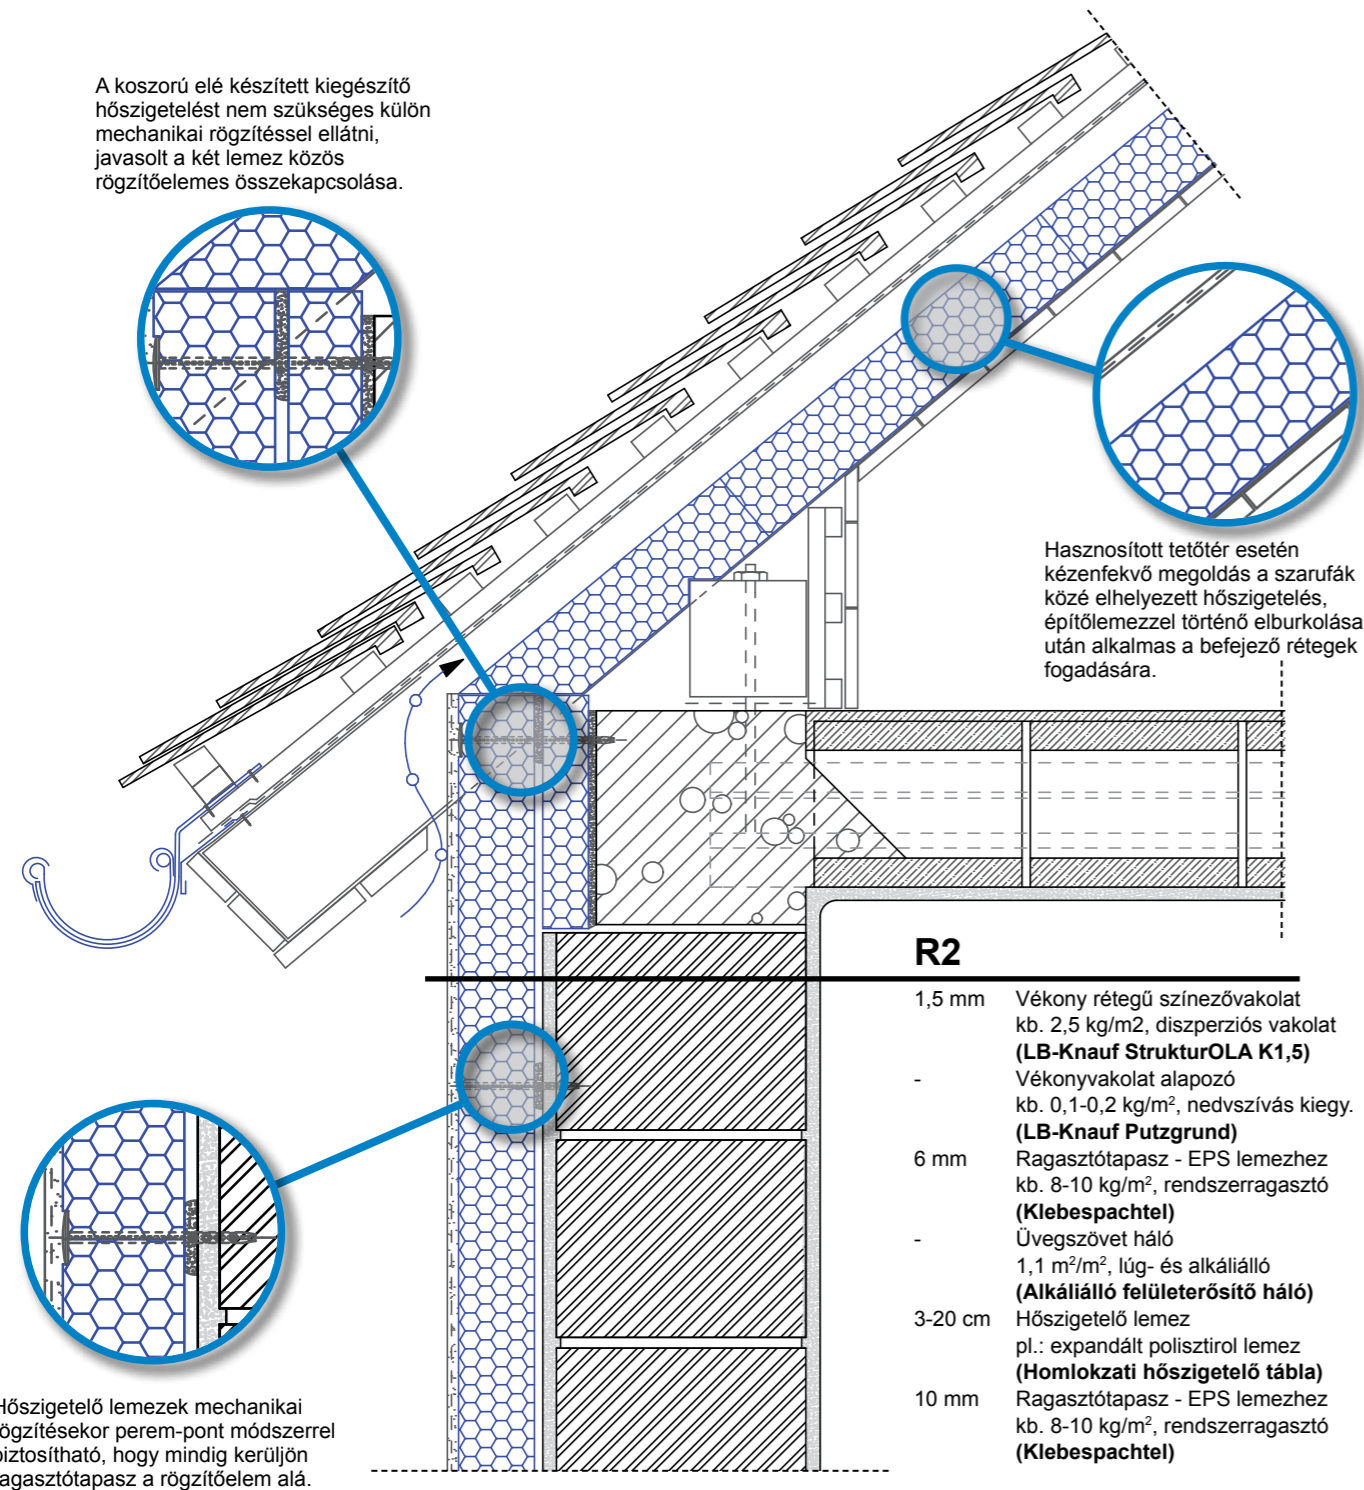 A koszorú elé készített kiegészítő
hőszigetelést nem szükséges külön
mechanikai rögzítéssel ellátni,
javasolt a két lemez közös
rögzítőelemes összekapcsolása.
Hasznosított tetőtér esetén
kézenfekvő megoldás a szarufák
közé elhelyezett hőszigetelés,
építőlemezzel történő elburkolása
után alkalmas a befejező rétegek
fogadására.
R2
1,5 mm Vékony rétegű színezővakolat
kb. 2,5 kg/m2, diszperziós vakolat
(LB-Knauf StrukturOLA K1,5)
- Vékonyvakolat alapozó
kb. 0,1-0,2 kg/m², nedvszívás kiegy.
(LB-Knauf Putzgrund)
6 mm Ragasztótapasz - EPS lemezhez
kb. 8-10 kg/m², rendszerragasztó
(Klebespachtel)
- Üvegszövet háló
1,1 m²/m², lúg- és alkáliálló
(Alkáliálló felületerősítő háló)
3-20 cm Hőszigetelő lemez
pl.: expandált polisztirol lemez
(Homlokzati hőszigetelő tábla)
10 mm Ragasztótapasz - EPS lemezhez
kb. 8-10 kg/m², rendszerragasztó
(Klebespachtel)
Hőszigetelő lemezek mechanikai
ögzítésekor perem-pont módszerrel
biztosítható, hogy mindig kerüljön
agasztótapasz a rögzítőelem alá.